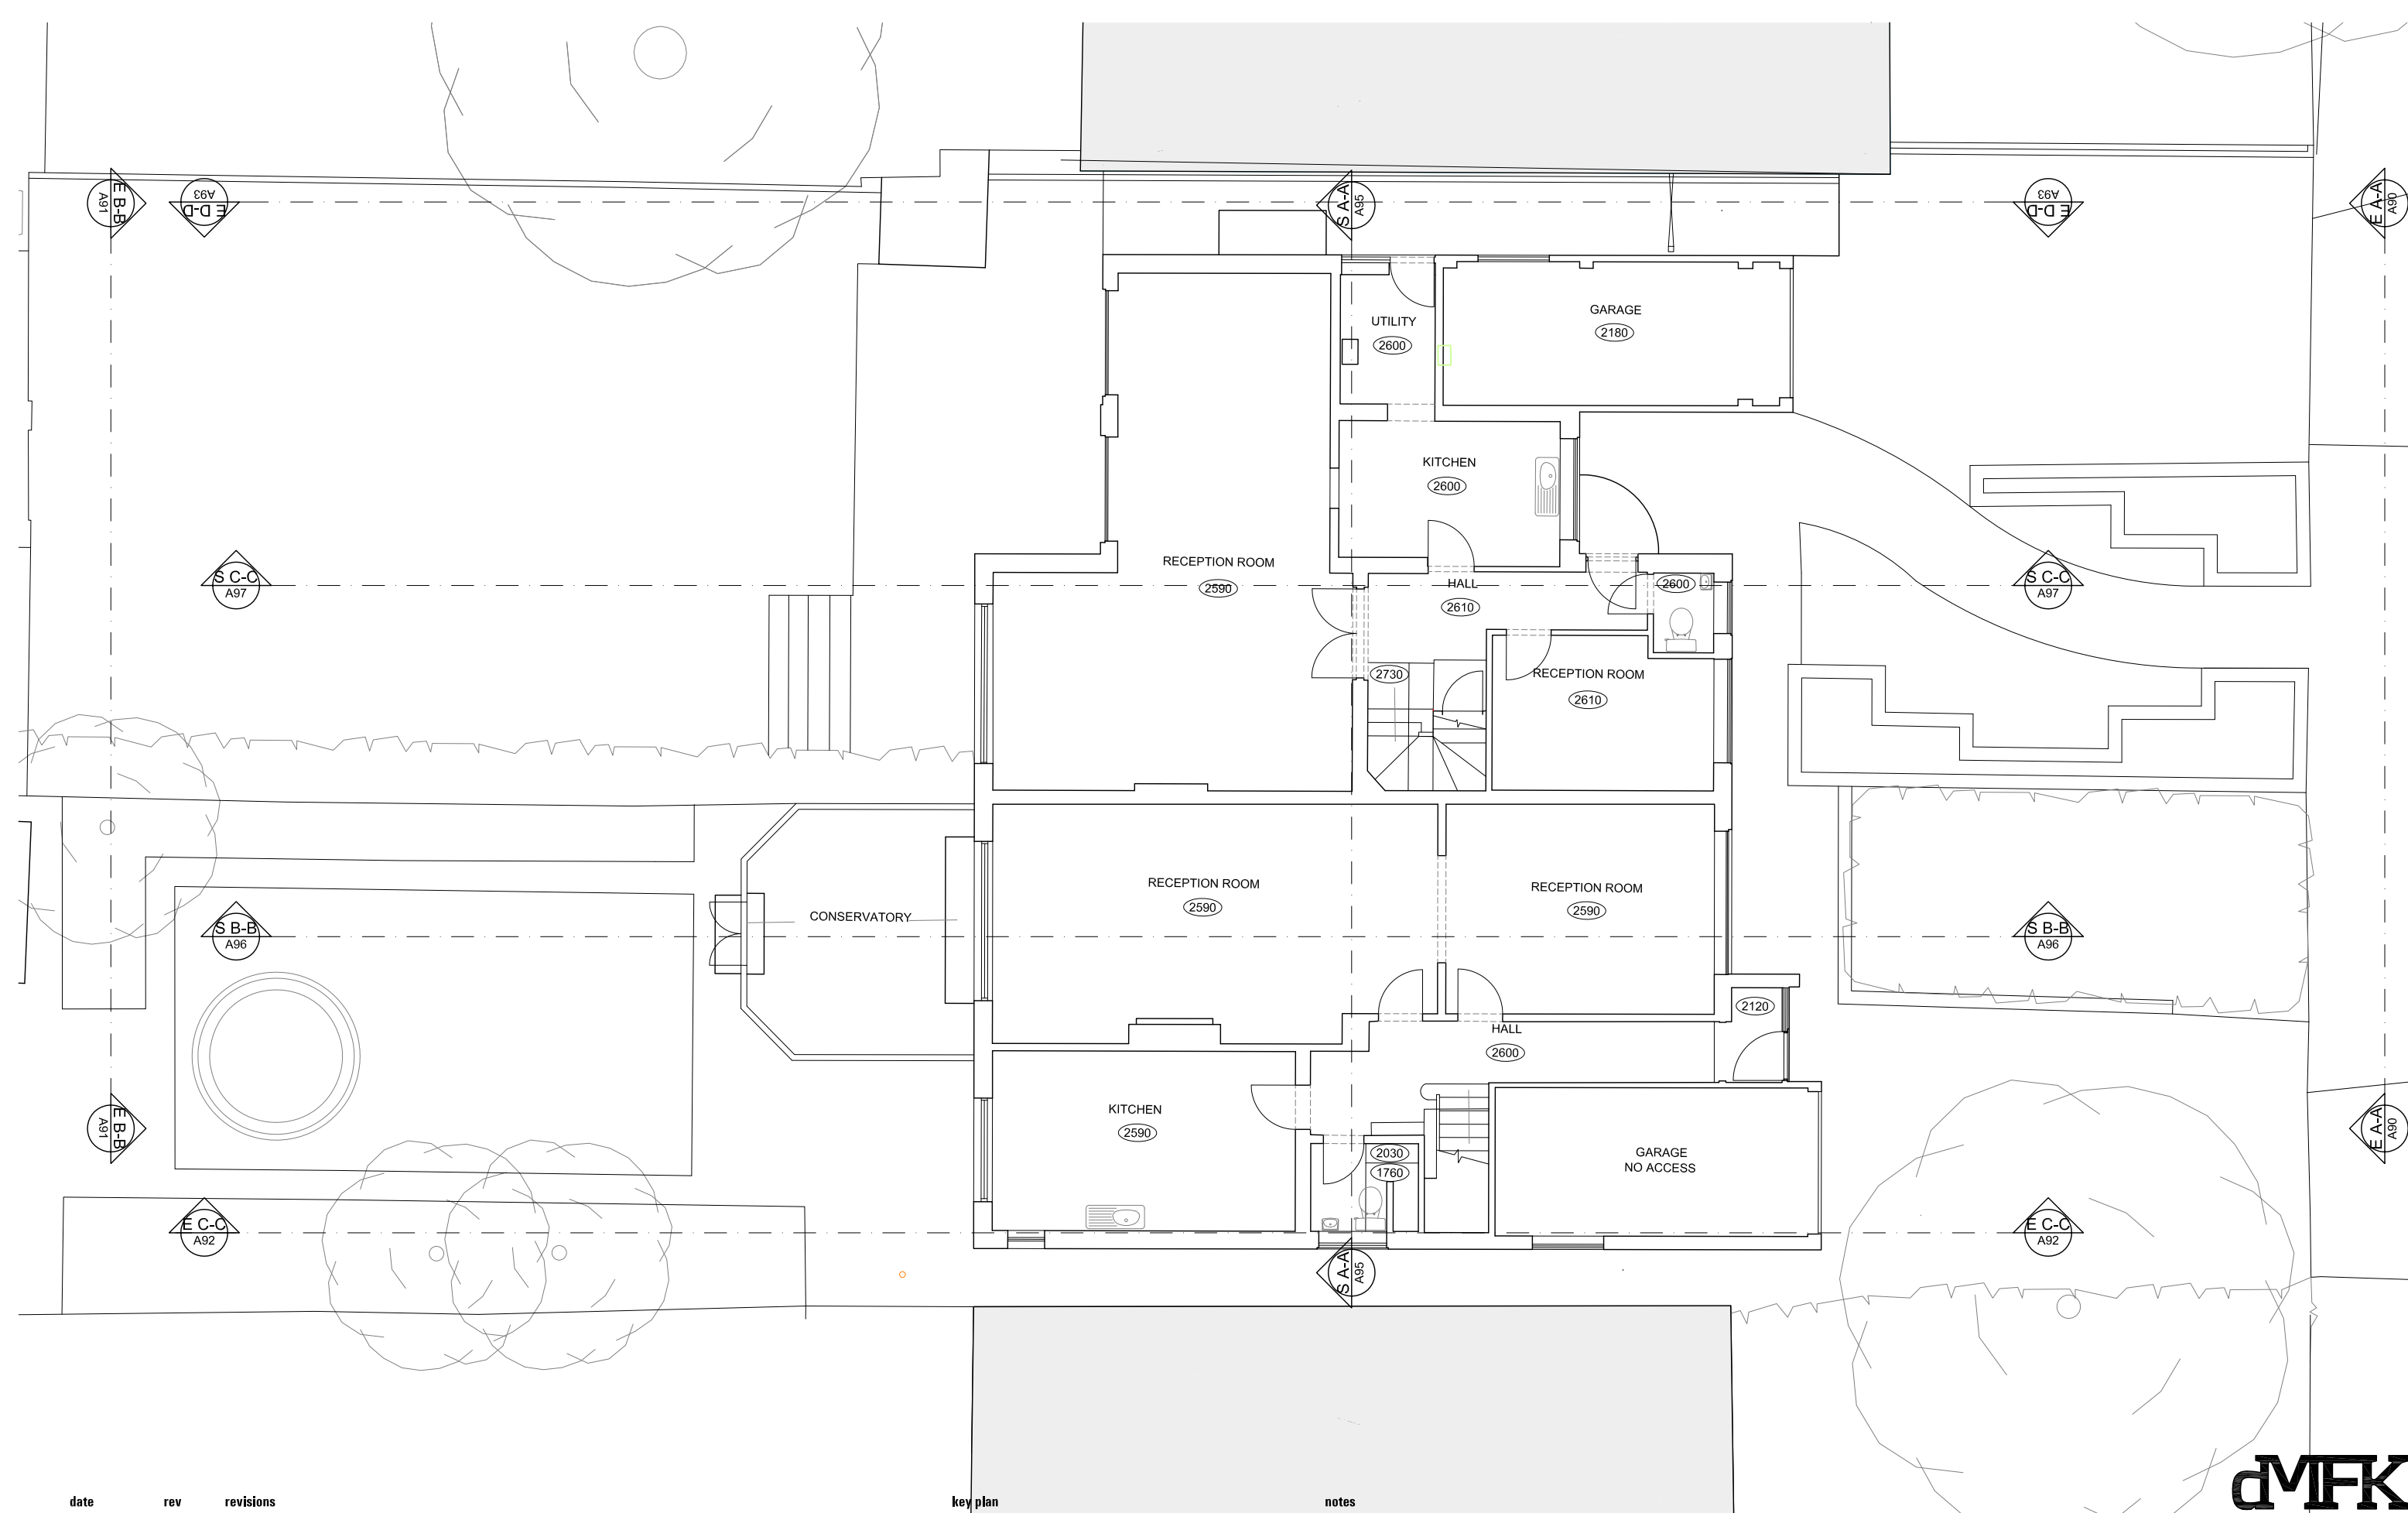 E B-B
A91
E D-D
A93
S A-A
A95
E D-D
A93
E A-A
A90
GARAGE
2180
UTILITY
2600
KITCHEN
2600
RECEPTION ROOM
2590
HALL
2610
2600
S C-C
A97
S C-C
A97
2730
RECEPTION ROOM
2610
RECEPTION ROOM
2590
RECEPTION ROOM
2590
CONSERVATORY
S B-B
A96
S B-B
A96
2120
HALL
2600
KITCHEN
2590
E B-B
A91
E A-A
A90
2030
1760
GARAGE
NO ACCESS
E C-C
A92
E C-C
A92
S A-A
A95
dMFK
date rev revisions key plan notes